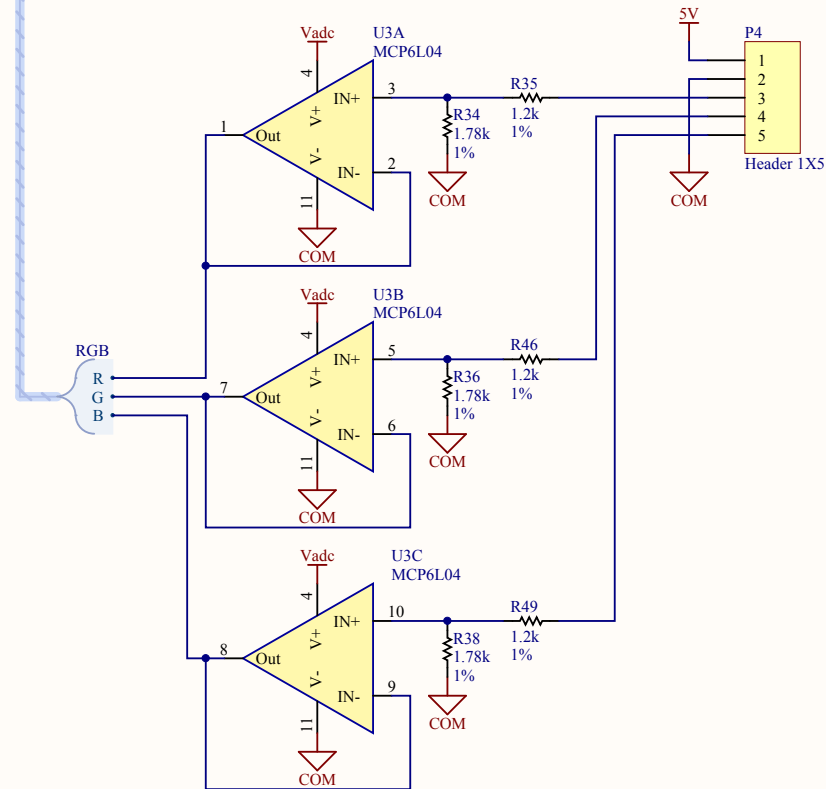 Vadc
U3A
MCP6L04
4
V+
IN+
3
R35
1.2k
1%
R34
1.78k
1%
1
Out
V-
IN-
2
11
COM
COM
5V
P4
1
2
3
4
5
Header 1X5
COM
Vadc
U3B
MCP6L04
4
V+
IN+
5
R46
1.2k
1%
R36
1.78k
1%
7
Out
V-
IN-
6
11
COM
COM
RGB
R
G
B
Vadc
U3C
MCP6L04
4
V+
IN+
10
R49
1.2k
1%
R38
1.78k
1%
8
Out
V-
IN-
9
11
COM
COM